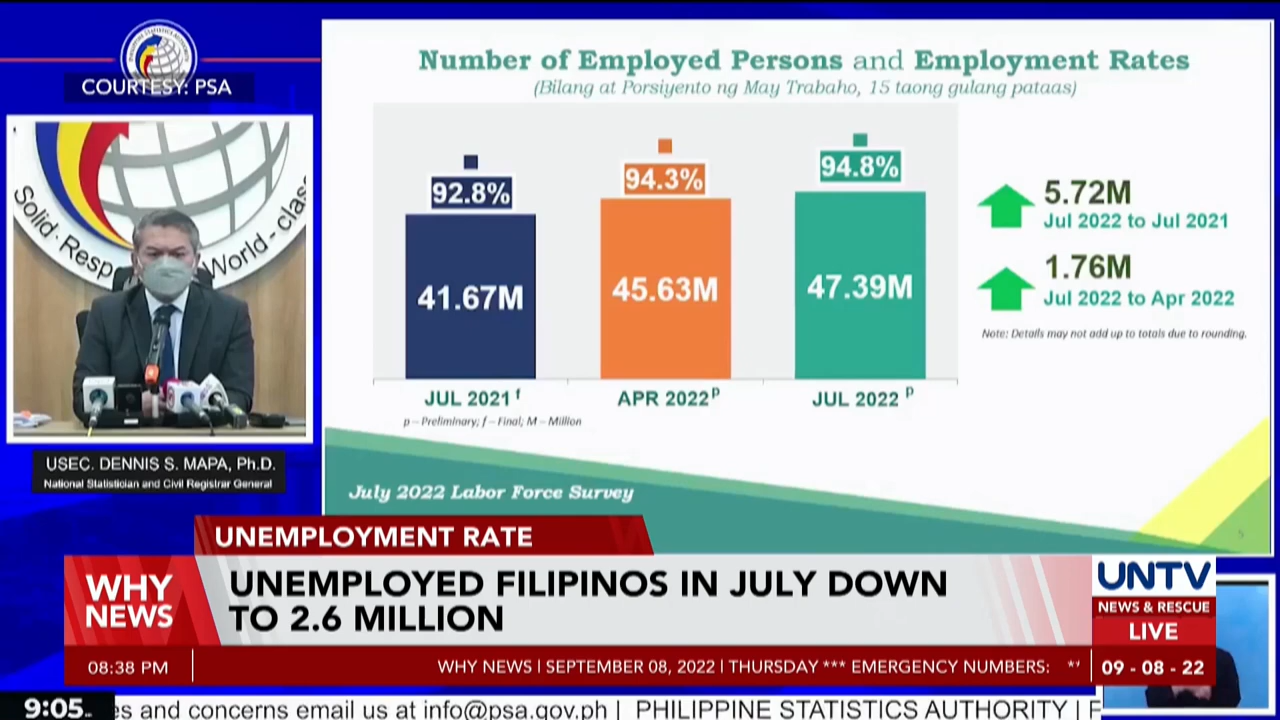 COURTESY: PSA
Solid · Resp
World-clas
USEC. DENNIS S. MAPA, Ph.D.
National Statistician and Civil Registrar General
Number of Employed Persons and Employment Rates
(Bilang at Porsiyento ng May Trabaho, 15 taong gulang pataas)
92.8%
94.3%
94.8%
41.67M
45.63M
47.39M
JUL 2021 f
APR 2022 p
JUL 2022 p
p – Preliminary; f – Final; M – Million
5.72M
Jul 2022 to Jul 2021
1.76M
Jul 2022 to Apr 2022
Note: Details may not add up to totals due to rounding.
July 2022 Labor Force Survey
5
UNEMPLOYMENT RATE
WHY
NEWS
UNEMPLOYED FILIPINOS IN JULY DOWN
TO 2.6 MILLION
UNTV
NEWS & RESCUE
LIVE
08:38 PM
WHY NEWS | SEPTEMBER 08, 2022 | THURSDAY *** EMERGENCY NUMBERS: **
09 - 08 - 22
9:05
es and concerns email us at info@psa.gov.ph | PHILIPPINE STATISTICS AUTHORITY | F